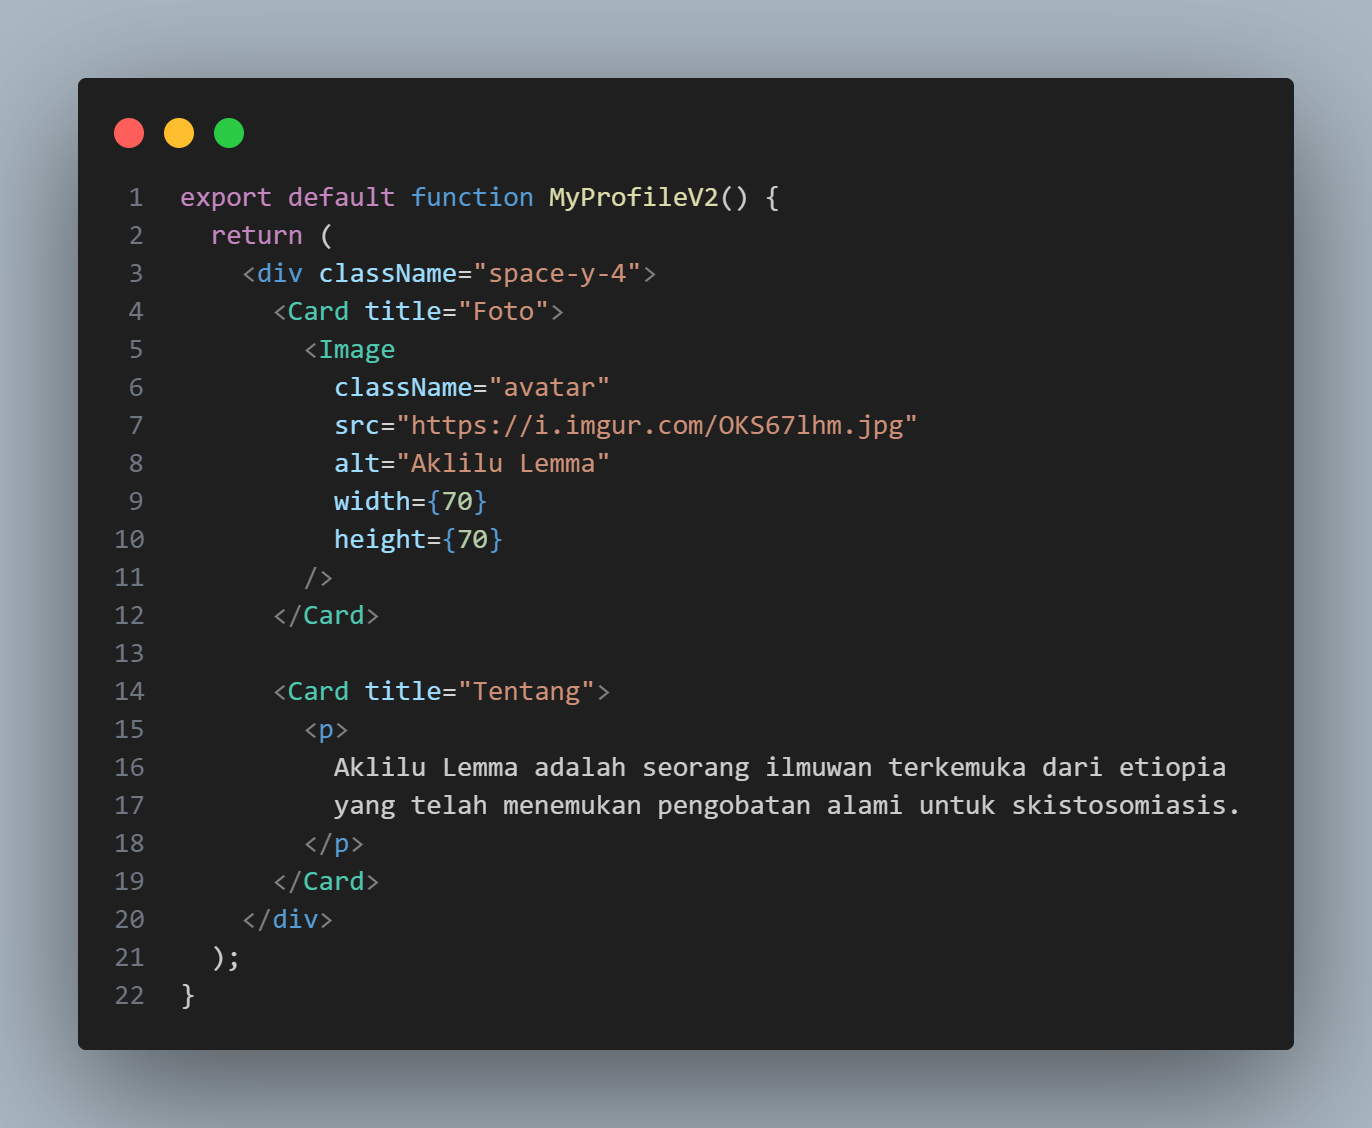 1 export default function MyProfileV2() {
2   return (
3     <div className="space-y-4">
4       <Card title="Foto">
5         <Image
6           className="avatar"
7           src="https://i.imgur.com/OKS67lhm.jpg"
8           alt="Aklilu Lemma"
9           width={70}
10           height={70}
11         />
12       </Card>
13
14       <Card title="Tentang">
15         <p>
16           Aklilu Lemma adalah seorang ilmuwan terkemuka dari etiopia
17           yang telah menemukan pengobatan alami untuk skistosomiasis.
18         </p>
19       </Card>
20     </div>
21   );
22 }